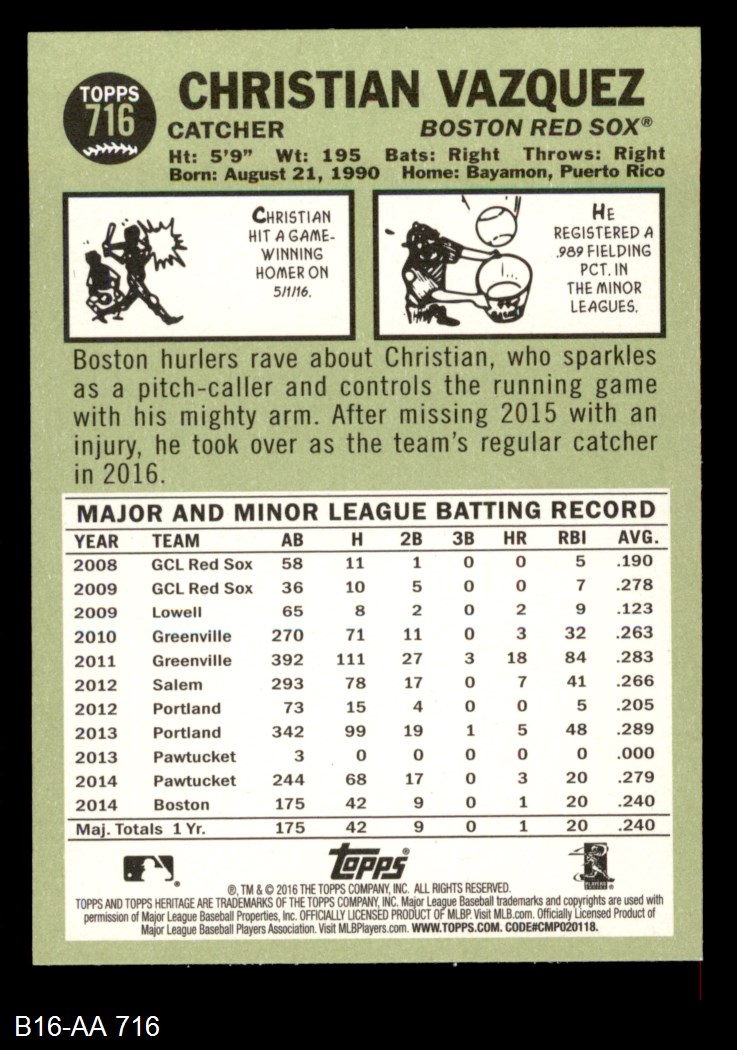 TOPPS
716
CHRISTIAN VAZQUEZ
CATCHER BOSTON RED SOX®
Ht: 5'9" Wt: 195 Bats: Right Throws: Right
Born: August 21, 1990 Home: Bayamon, Puerto Rico
CHRISTIAN
HIT A GAME-
WINNING
HOMER ON
5/1/16.
HE
REGISTERED A
.989 FIELDING
PCT. IN
THE MINOR
LEAGUES.
Boston hurlers rave about Christian, who sparkles
as a pitch-caller and controls the running game
with his mighty arm. After missing 2015 with an
injury, he took over as the team's regular catcher
in 2016.
MAJOR AND MINOR LEAGUE BATTING RECORD
YEAR TEAM AB H 2B 3B HR RBI AVG.
2008 GCL Red Sox 58 11 1 0 0 5 .190
2009 GCL Red Sox 36 10 5 0 0 7 .278
2009 Lowell 65 8 2 0 2 9 .123
2010 Greenville 270 71 11 0 3 32 .263
2011 Greenville 392 111 27 3 18 84 .283
2012 Salem 293 78 17 0 7 41 .266
2012 Portland 73 15 4 0 0 5 .205
2013 Portland 342 99 19 1 5 48 .289
2013 Pawtucket 3 0 0 0 0 0 .000
2014 Pawtucket 244 68 17 0 3 20 .279
2014 Boston 175 42 9 0 1 20 .240
Maj. Totals 1 Yr. 175 42 9 0 1 20 .240
Topps®
®, TM & © 2016 THE TOPPS COMPANY, INC. ALL RIGHTS RESERVED.
TOPPS AND TOPPS HERITAGE ARE TRADEMARKS OF THE TOPPS COMPANY, INC. Major League Baseball trademarks and copyrights are used with
permission of Major League Baseball Properties, Inc. OFFICIALLY LICENSED PRODUCT OF MLBP. Visit MLB.com. Officially Licensed Product of
Major League Baseball Players Association. Visit MLBPlayers.com. WWW.TOPPS.COM. CODE#CMP020118.
B16-AA 716